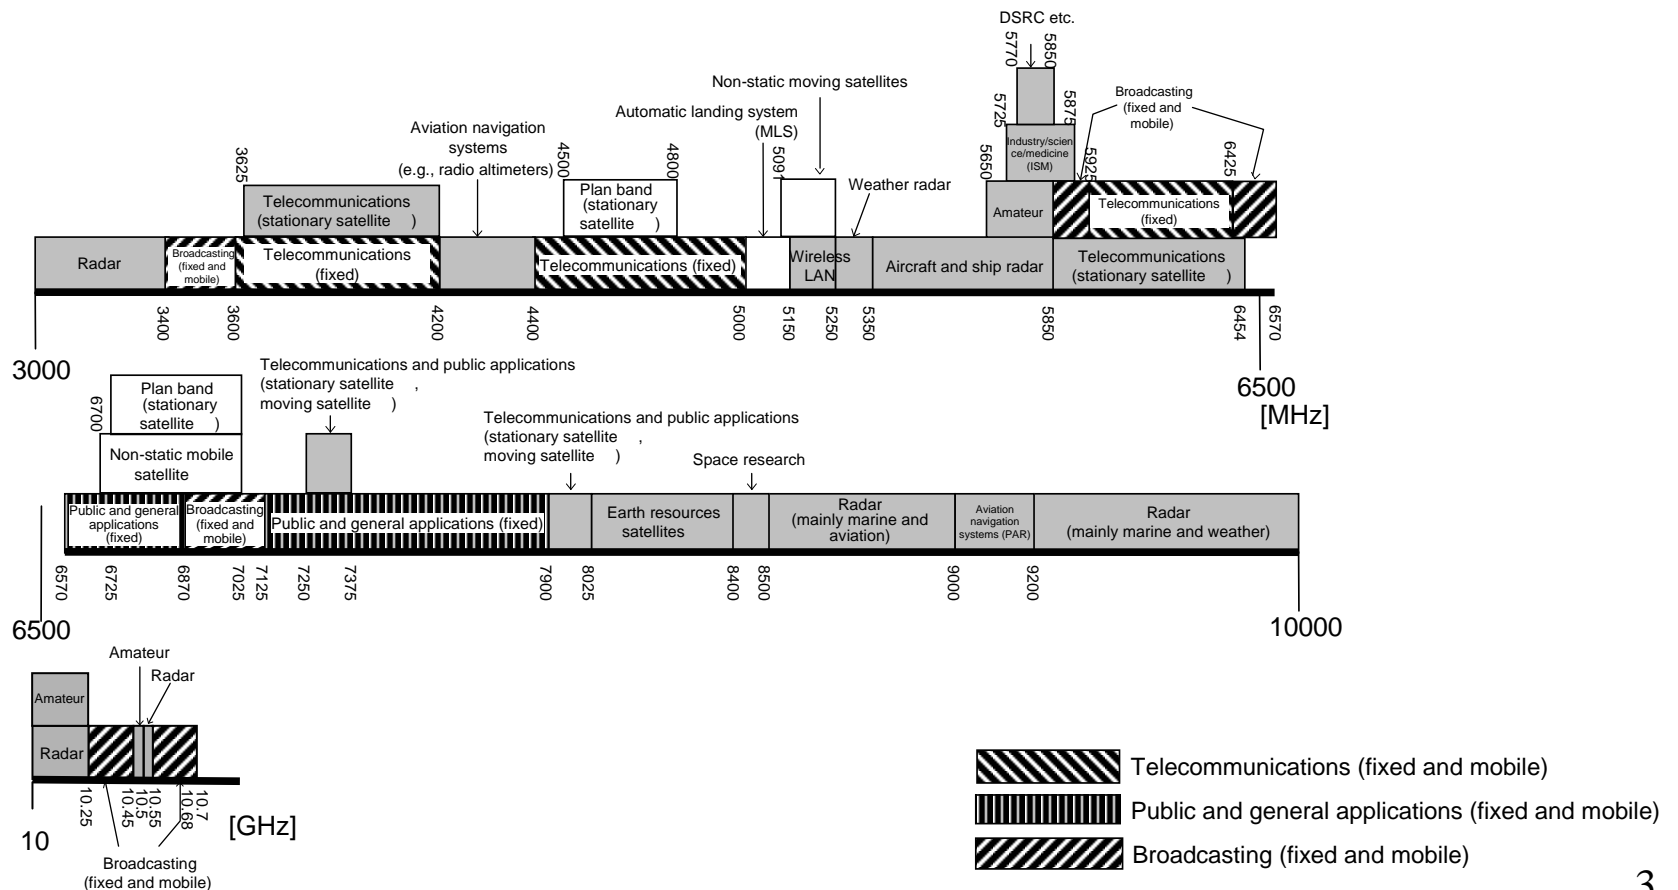 DSRC etc.
5770
5850
Non-static moving satellites
5725
5875
Broadcasting
(fixed and
mobile)
Automatic landing system
(MLS)
Aviation navigation
systems
(e.g., radio altimeters)
Industry/scien
ce/medicine
(ISM)
3625
4500
4800
5091
5650
5925
6425
Weather radar
Telecommunications
(stationary satellite )
Plan band
(stationary
satellite )
Amateur
Telecommunications
(fixed)
Radar
Broadcasting
(fixed and
mobile)
Telecommunications
(fixed)
Telecommunications (fixed)
Wireless
LAN
Aircraft and ship radar
Telecommunications
(stationary satellite )
3400
3600
4200
4400
5000
5150
5250
5350
5850
6454
6570
3000
6500
[MHz]
Telecommunications and public applications
(stationary satellite ,
moving satellite )
Plan band
(stationary
satellite )
6700
Telecommunications and public applications
(stationary satellite ,
moving satellite )
Non-static mobile
satellite
Space research
Public and general
applications
(fixed)
Broadcasting
(fixed and
mobile)
Public and general applications (fixed)
Earth resources
satellites
Radar
(mainly marine and
aviation)
Aviation
navigation
systems (PAR)
Radar
(mainly marine and weather)
6570
6725
6870
7025
7125
7250
7375
7900
8025
8400
8500
9000
9200
6500
10000
Amateur
Radar
Amateur
Radar
10.25
10.45
10.5
10.55
10.68
10.7
10
[GHz]
Broadcasting
(fixed and mobile)
Telecommunications (fixed and mobile)
Public and general applications (fixed and mobile)
Broadcasting (fixed and mobile)
3